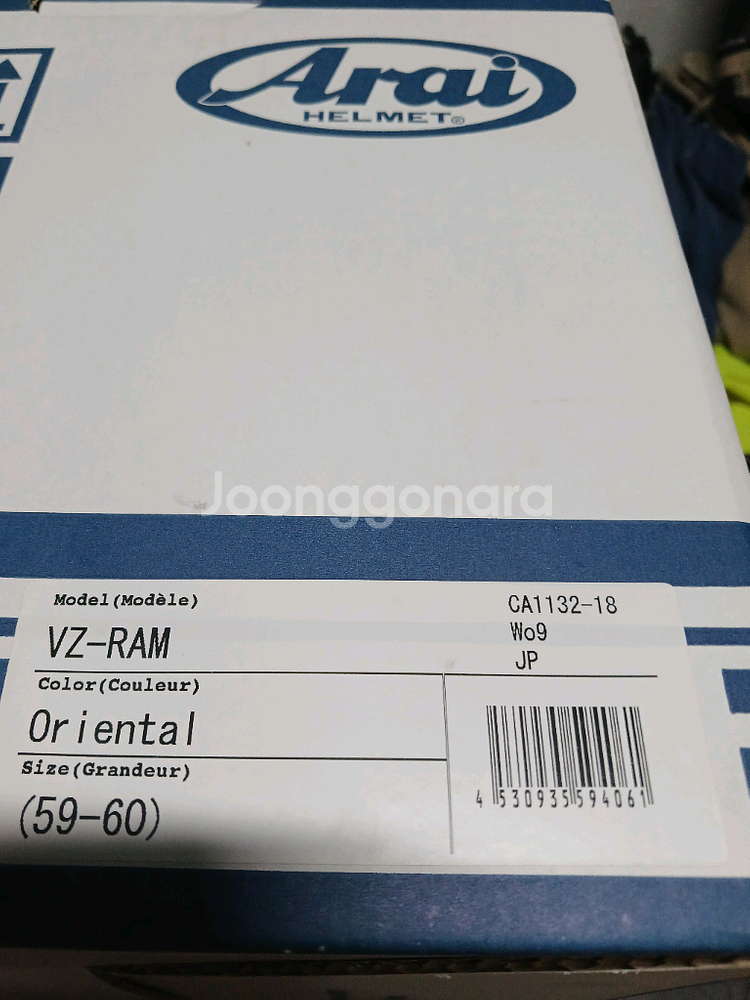 Arai
HELMET®
Joonggonara
Model(Modèle)
VZ-RAM
CA1132-18
Wo9
JP
Color(Couleur)
Oriental
Size(Grandeur)
(59-60)
4 530935 594061